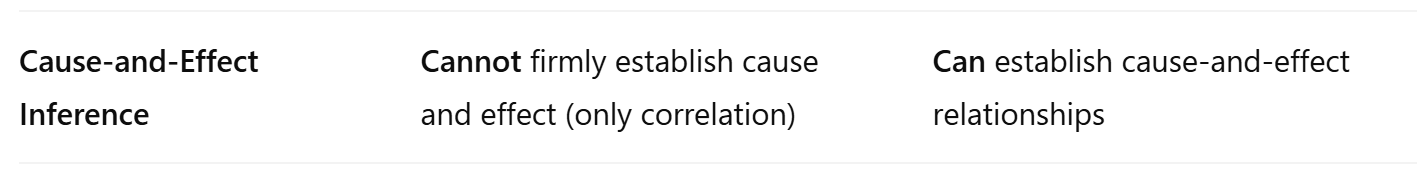 Cause-and-Effect Cannot firmly establish cause Can establish cause-and-effect
Inference and effect (only correlation) relationships